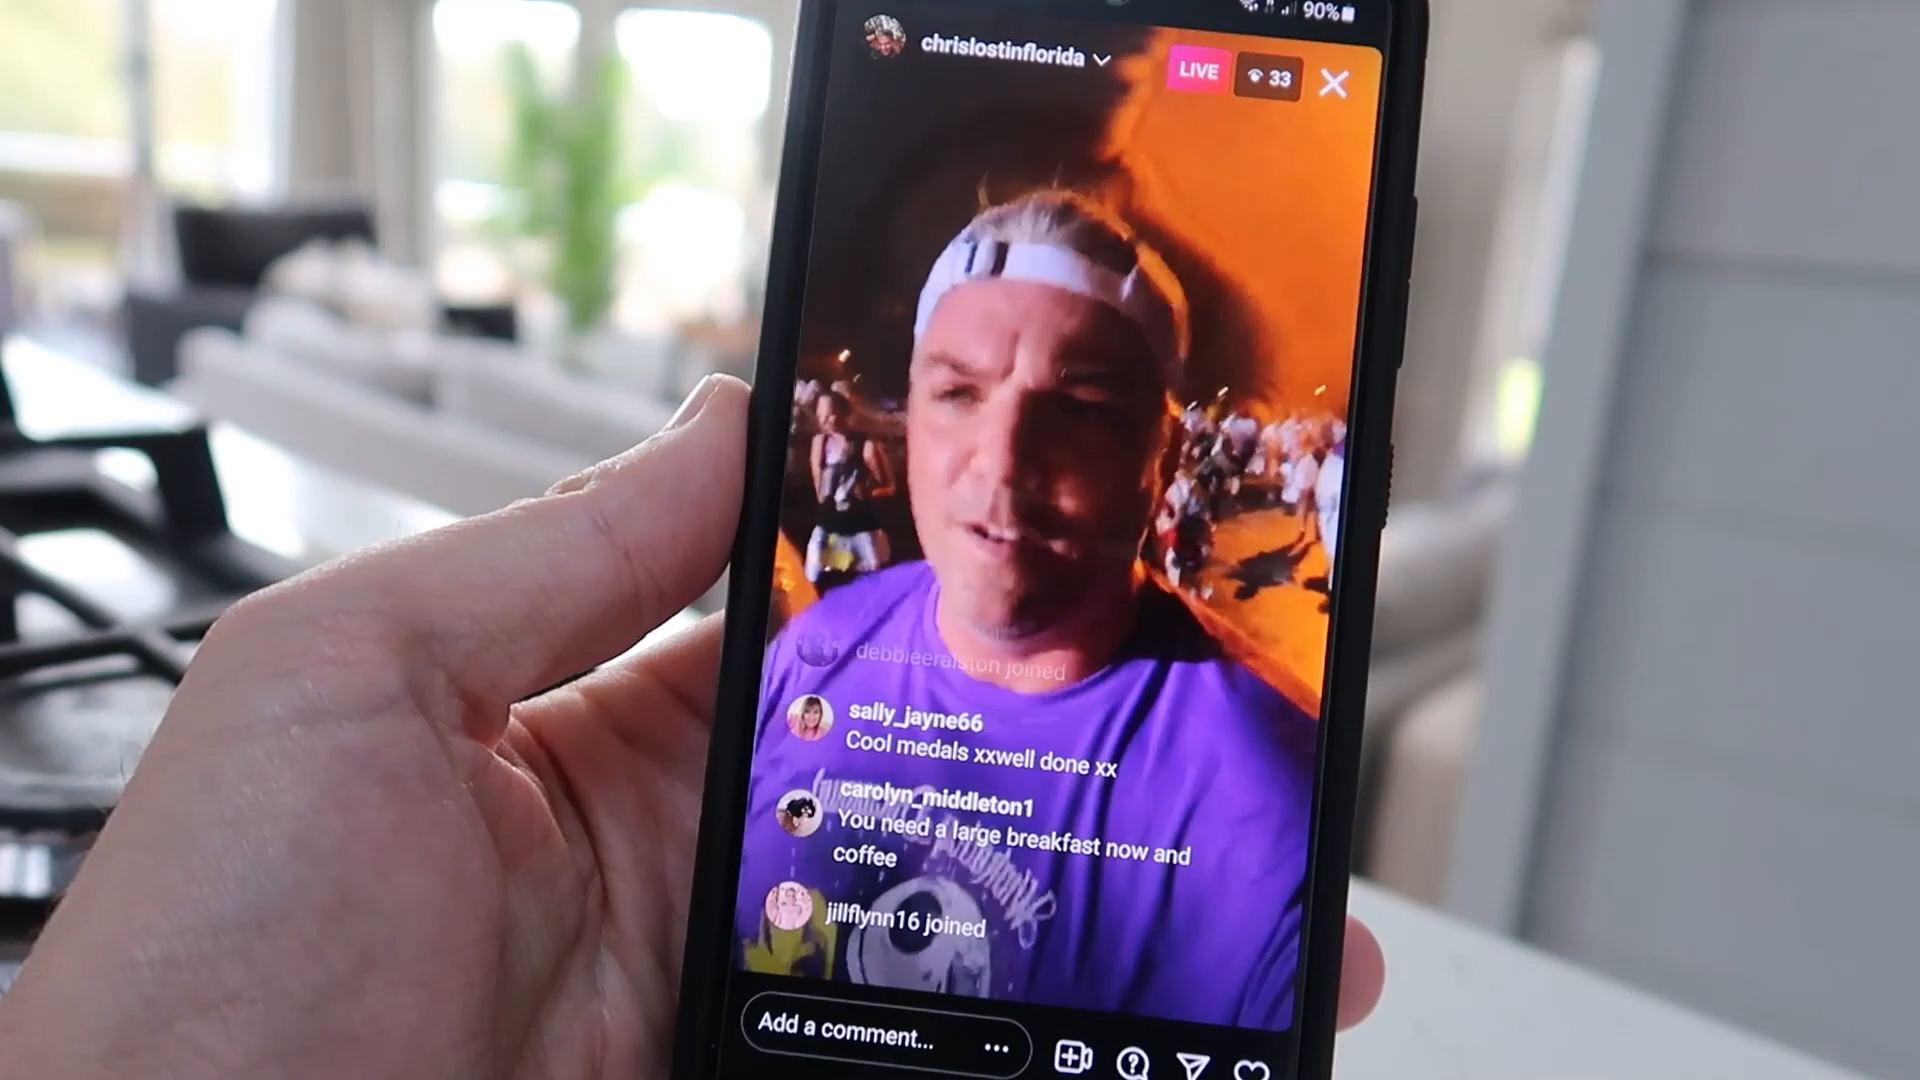 90%
chrislostinflorida
LIVE
33
debbieeralston joined
sally_jayne66
Cool medals xxwell done xx
carolyn_middleton1
You need a large breakfast now and
coffee
jillflynn16 joined
Add a comment...